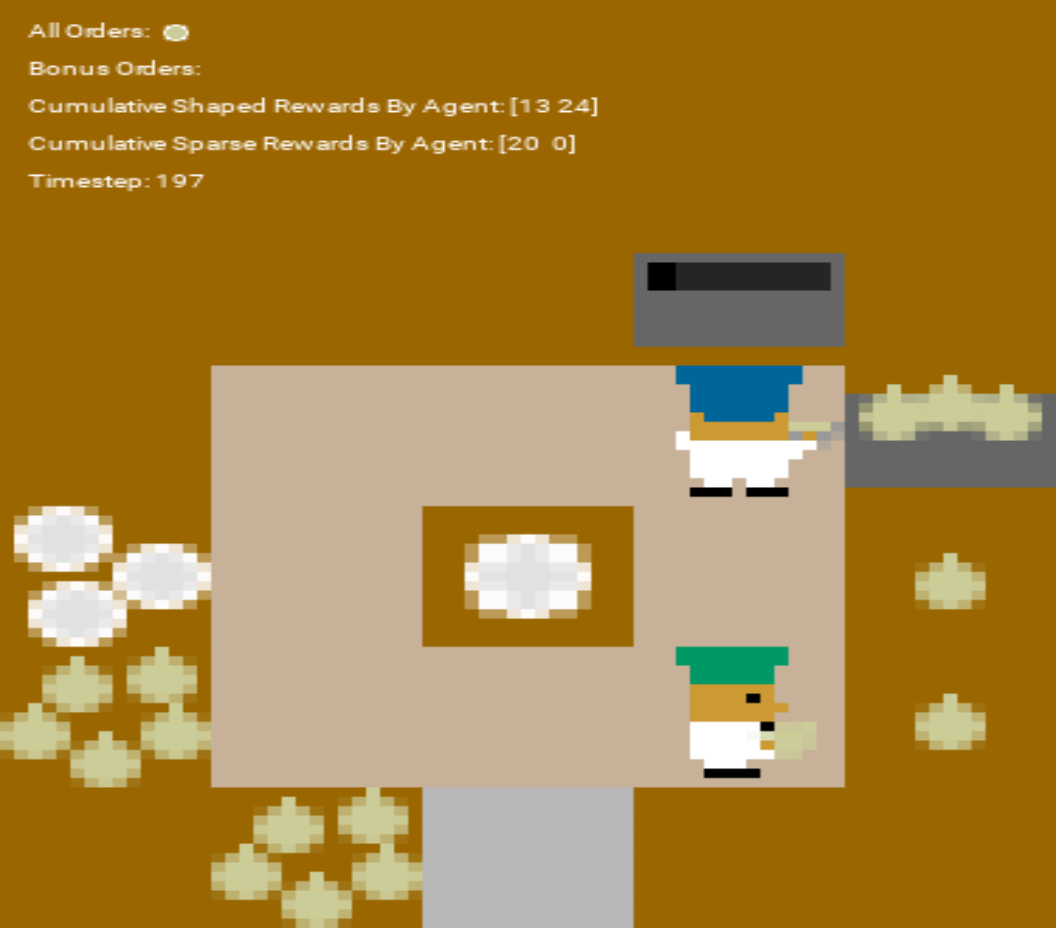 All Orders:
Bonus Orders:
Cumulative Shaped Rewards By Agent: [13 24]
Cumulative Sparse Rewards By Agent: [20  0]
Timestep: 197